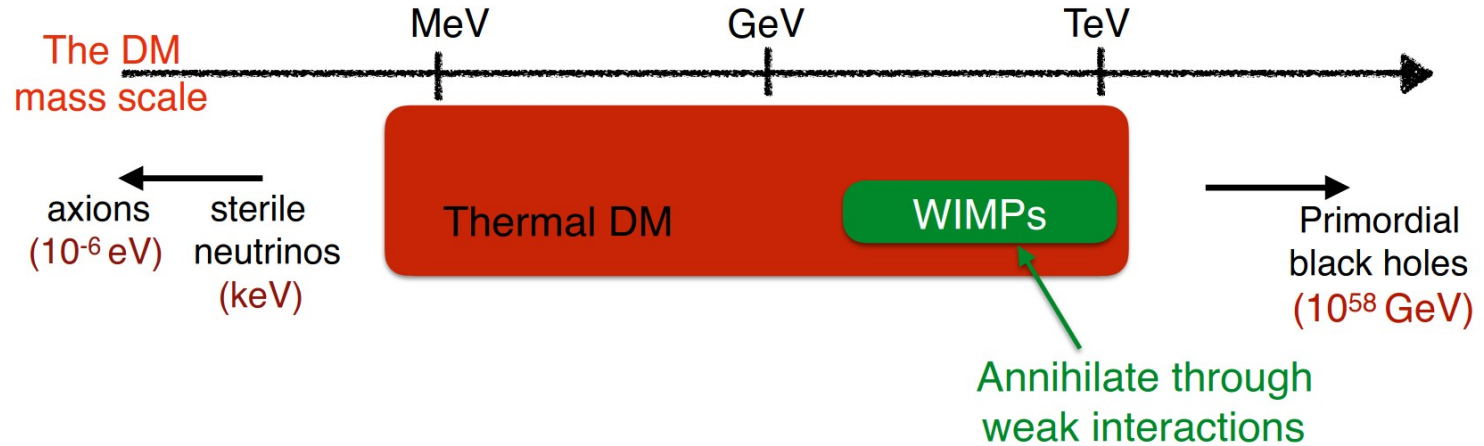 MeV GeV TeV
The DM
mass scale
Thermal DM
WIMPs
axions
(10⁻⁶ eV)
sterile
neutrinos
(keV)
Primordial
black holes
(10⁵⁸ GeV)
Annihilate through
weak interactions